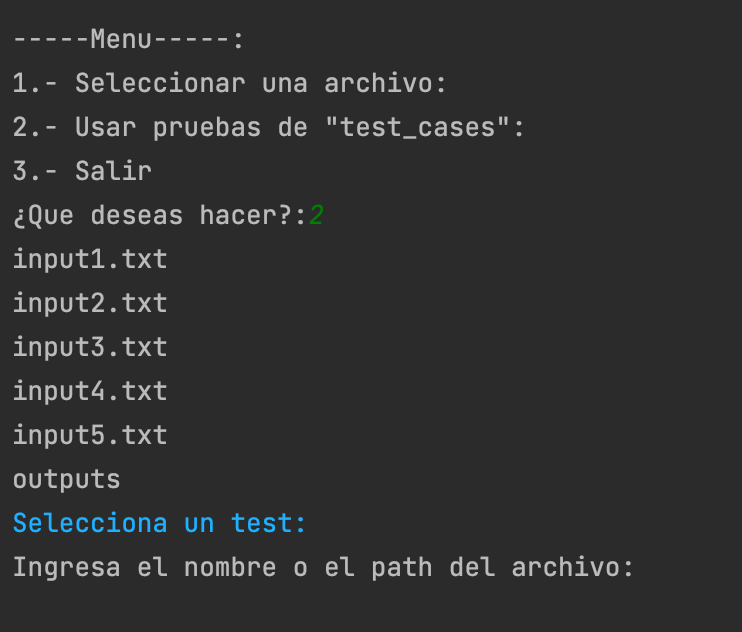 -----Menu-----:
1.- Seleccionar una archivo:
2.- Usar pruebas de "test_cases":
3.- Salir
¿Que deseas hacer?:2
input1.txt
input2.txt
input3.txt
input4.txt
input5.txt
outputs
Selecciona un test:
Ingresa el nombre o el path del archivo: